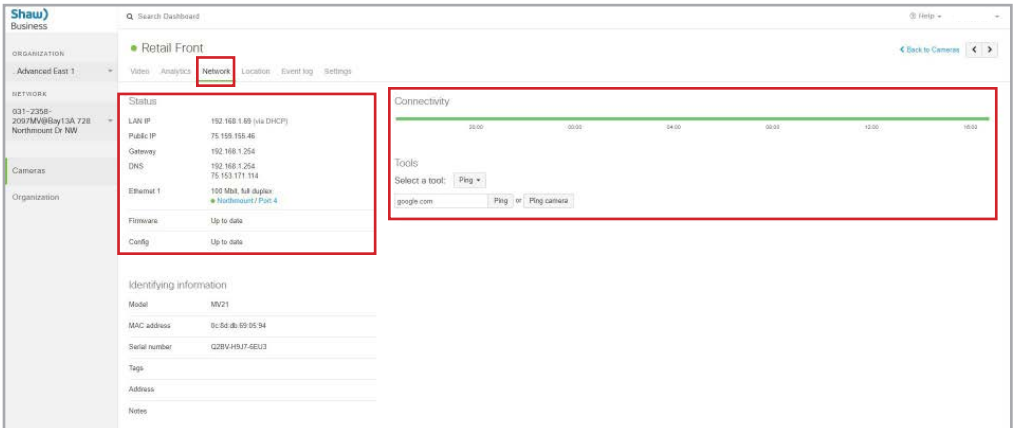 Shaw)
Business
Search Dashboard
Help
ORGANIZATION
Advanced East 1
NETWORK
031-2358-
2097MV@Bay13A 728
Northmount Dr NW
Cameras
Organization
Retail Front
Back to Cameras
Video Analytics Network Location Event log Settings
Status
LAN IP 192.168.1.69 (via DHCP)
Public IP 75.159.155.46
Gateway 192.168.1.254
DNS 192.168.1.254
75.153.171.114
Ethernet 1 100 Mbit, full duplex
Northmount / Port 4
Firmware Up to date
Config Up to date
Connectivity
20:00 00:00 04:00 08:00 12:00 16:00
Tools
Select a tool: Ping
google.com Ping or Ping camera
Identifying information
Model MV21
MAC address 0c:8d:db:69:05:94
Serial number Q2BV-H9J7-6EU3
Tags
Address
Notes